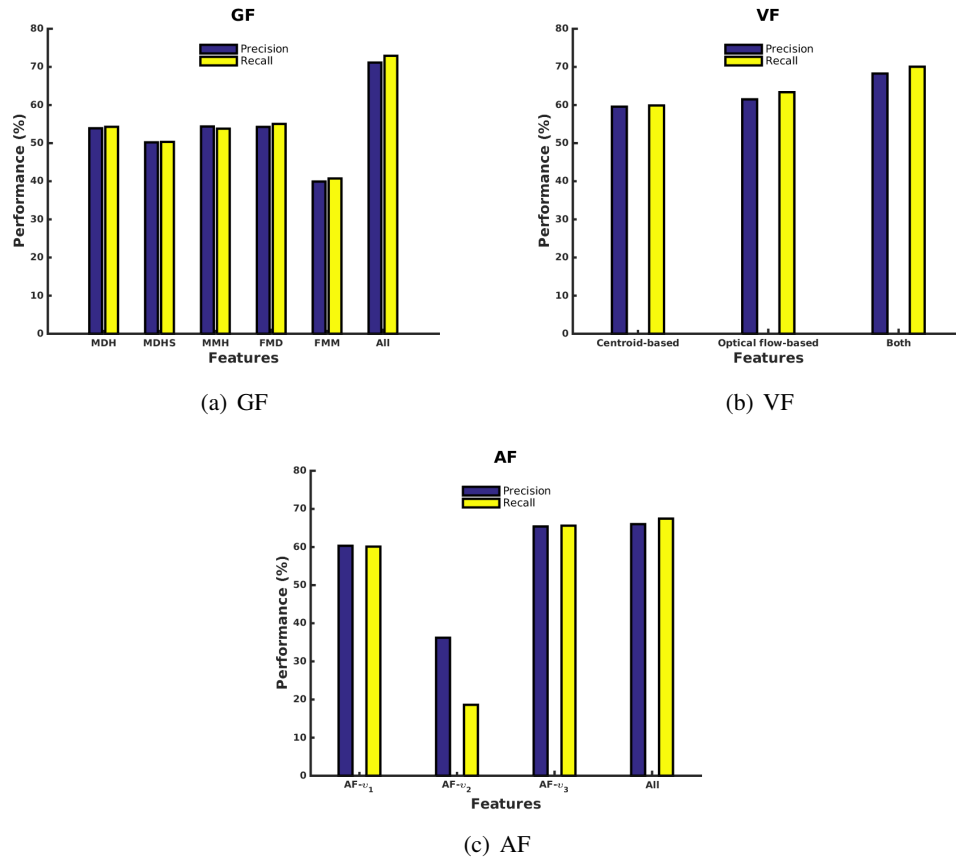 GF
80
70
60
50
40
30
20
10
0
Performance (%)
Precision
Recall
MDH MDHS MMH FMD FMM All
Features
(a) GF
VF
80
70
60
50
40
30
20
10
0
Performance (%)
Precision
Recall
Centroid-based Optical flow-based Both
Features
(b) VF
AF
80
70
60
50
40
30
20
10
0
Performance (%)
Precision
Recall
AF-υ₁ AF-υ₂ AF-υ₃ All
Features
(c) AF